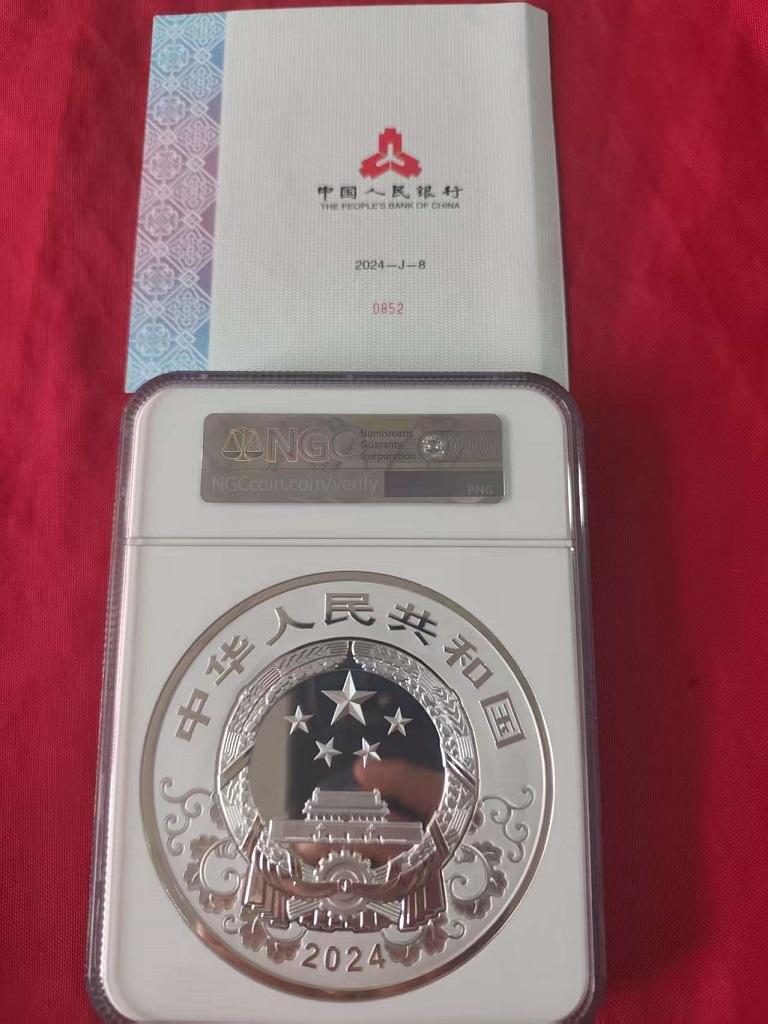 中国人民银行
THE PEOPLE'S BANK OF CHINA
2024—J—8
0852
NGC
Numismatic
Guaranty
Corporation
NGCcoin.com/verify
PNG
中华人民共和国
2024